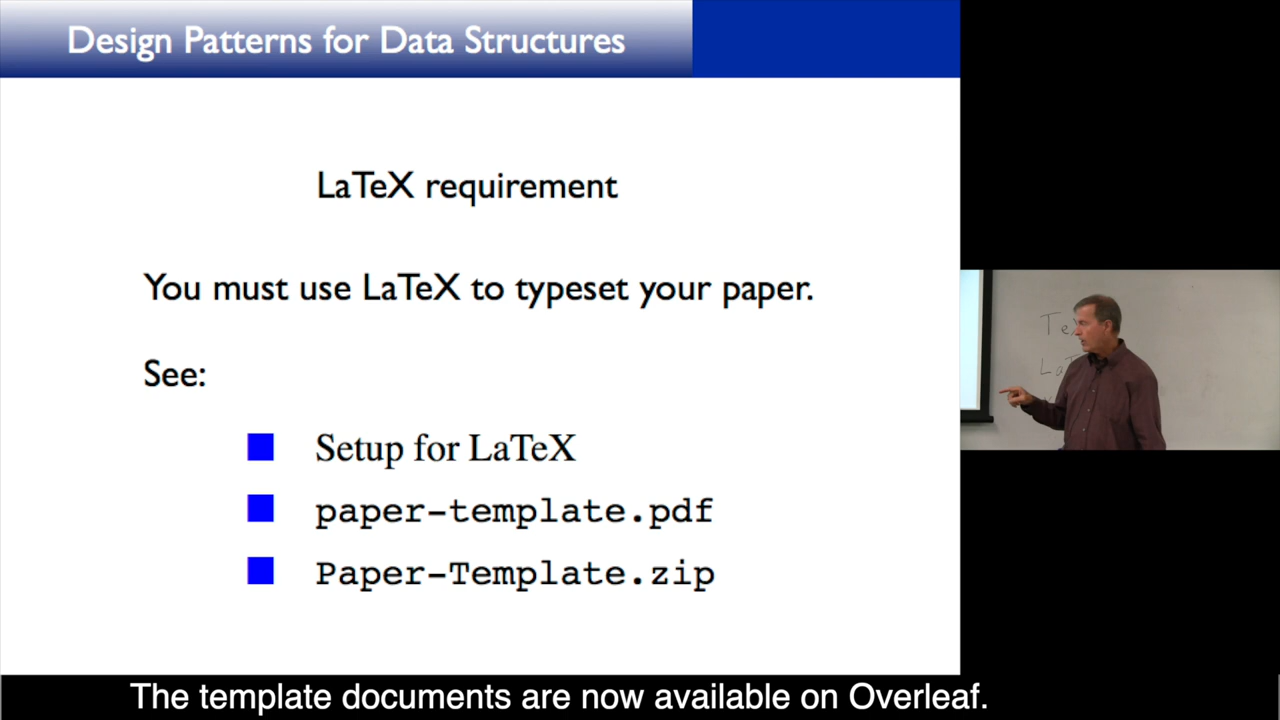 Design Patterns for Data Structures
LaTeX requirement
You must use LaTeX to typeset your paper.
See:
Setup for LaTeX
paper-template.pdf
Paper-Template.zip
The template documents are now available on Overleaf.